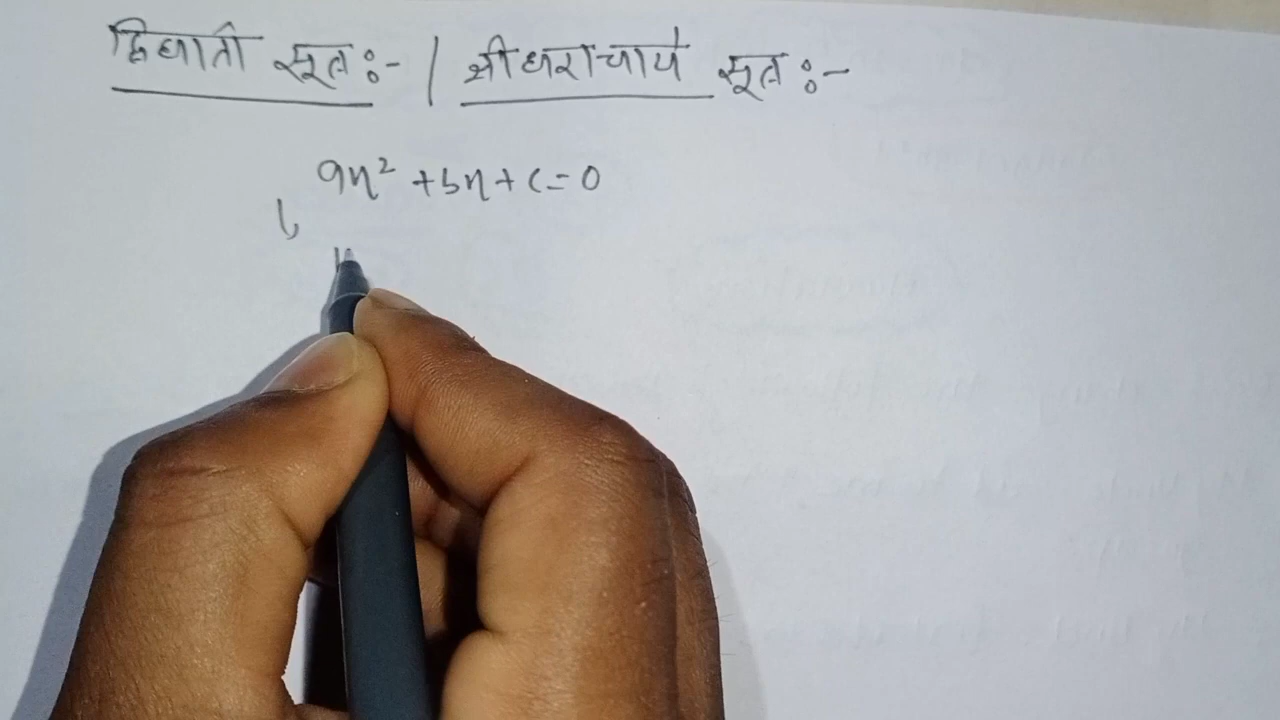 द्विघाती सूत्र :- / श्रीधराचार्य सूत्र :-
ax² + bx + c = 0